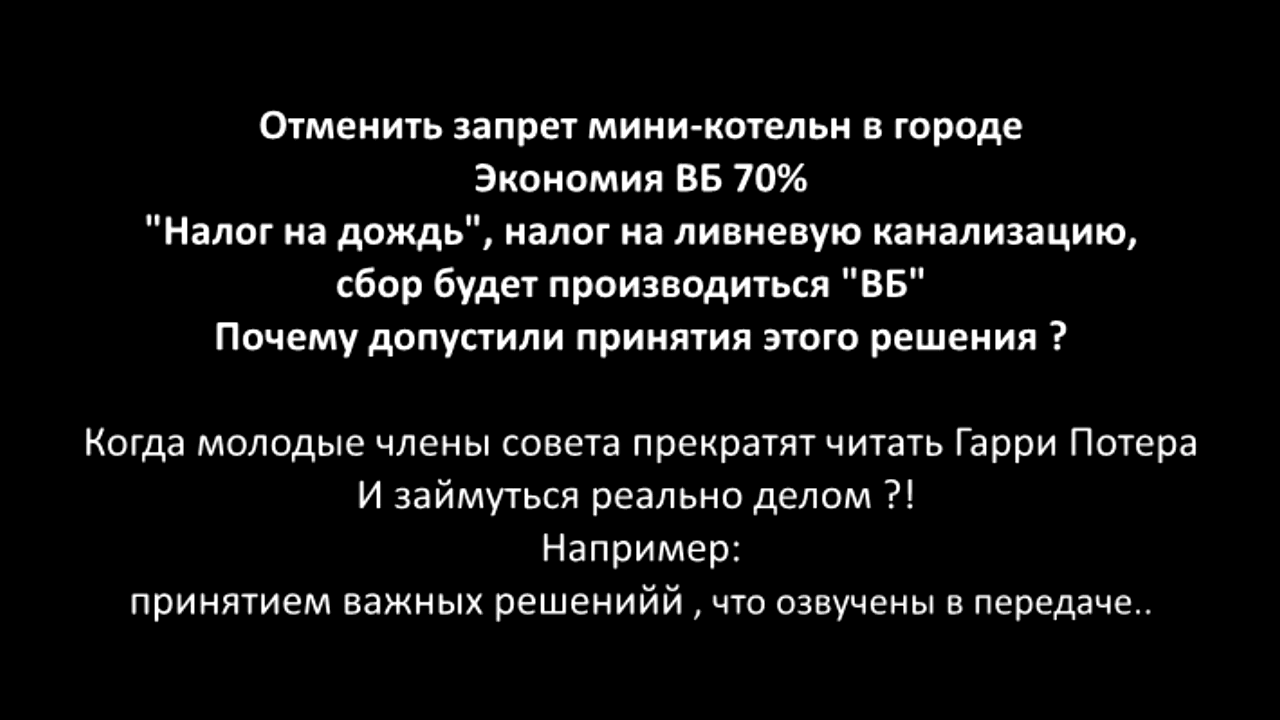 Отменить запрет мини-котельн в городе
Экономия ВБ 70%
"Налог на дождь", налог на ливневую канализацию,
сбор будет производиться "ВБ"
Почему допустили принятия этого решения ?
Когда молодые члены совета прекратят читать Гарри Потера
И займуться реально делом ?!
Например:
принятием важных решенийй , что озвучены в передаче..